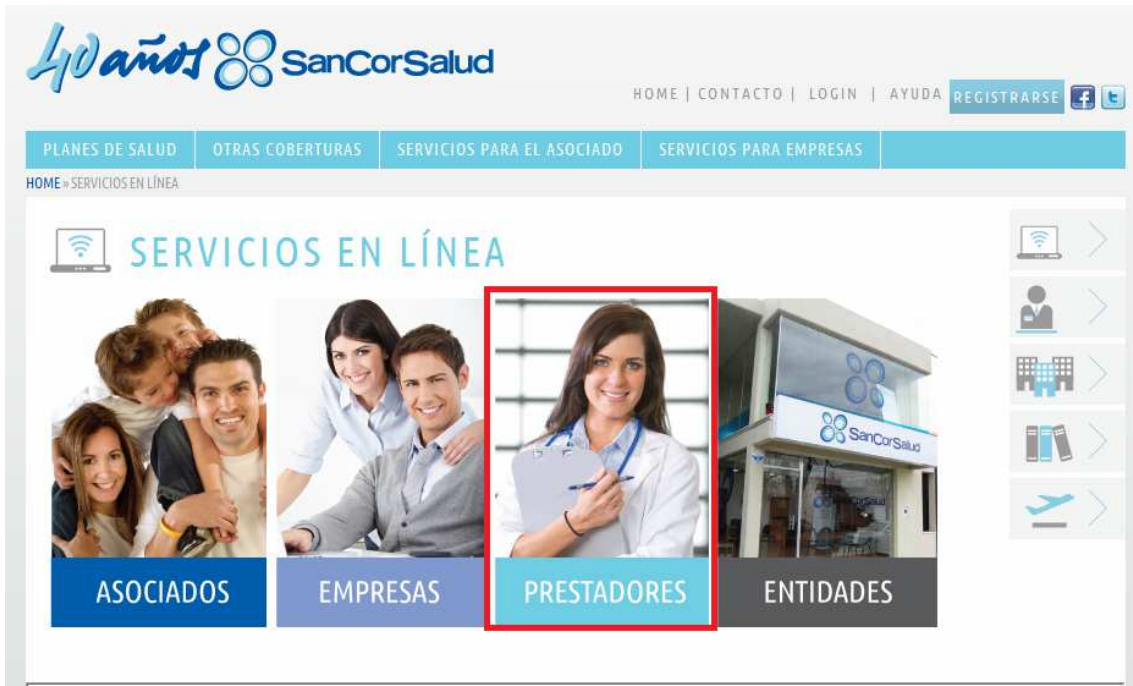 40 años SanCorSalud
HOME | CONTACTO | LOGIN | AYUDA REGISTRARSE
PLANES DE SALUD OTRAS COBERTURAS SERVICIOS PARA EL ASOCIADO SERVICIOS PARA EMPRESAS
HOME » SERVICIOS EN LÍNEA
SERVICIOS EN LÍNEA
SanCorSalud
SanCorSalud
ASOCIADOS EMPRESAS PRESTADORES ENTIDADES